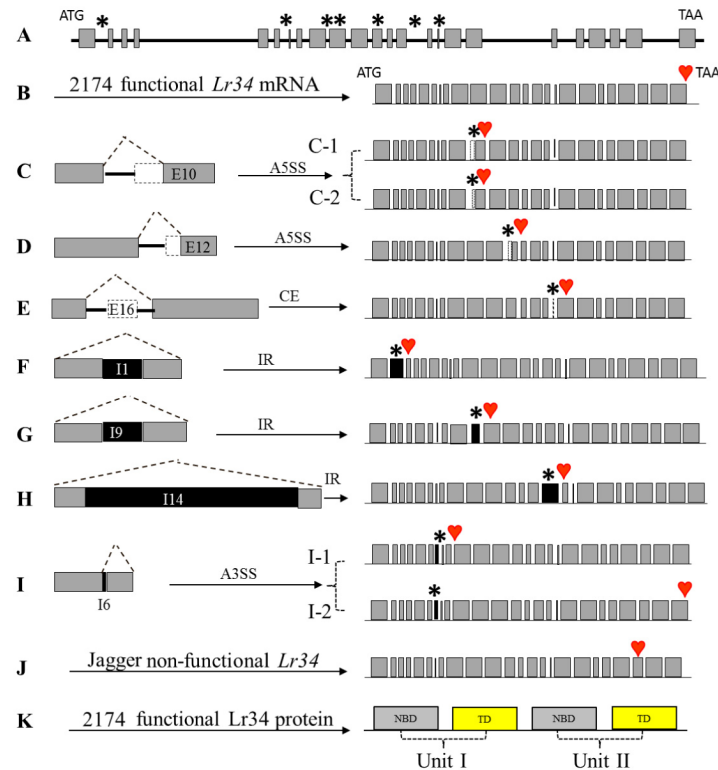 ATG
TAA
* * * * * * *
A
B
2174 functional Lr34 mRNA
ATG
TAA
C
E10
A5SS
C-1
*
C-2
*
D
E12
A5SS
*
E
E16
CE
*
F
I1
IR
*
G
I9
IR
*
H
I14
IR
*
I
I6
A3SS
I-1
*
I-2
*
J
Jagger non-functional Lr34
K
2174 functional Lr34 protein
NBD
TD
NBD
TD
Unit I
Unit II